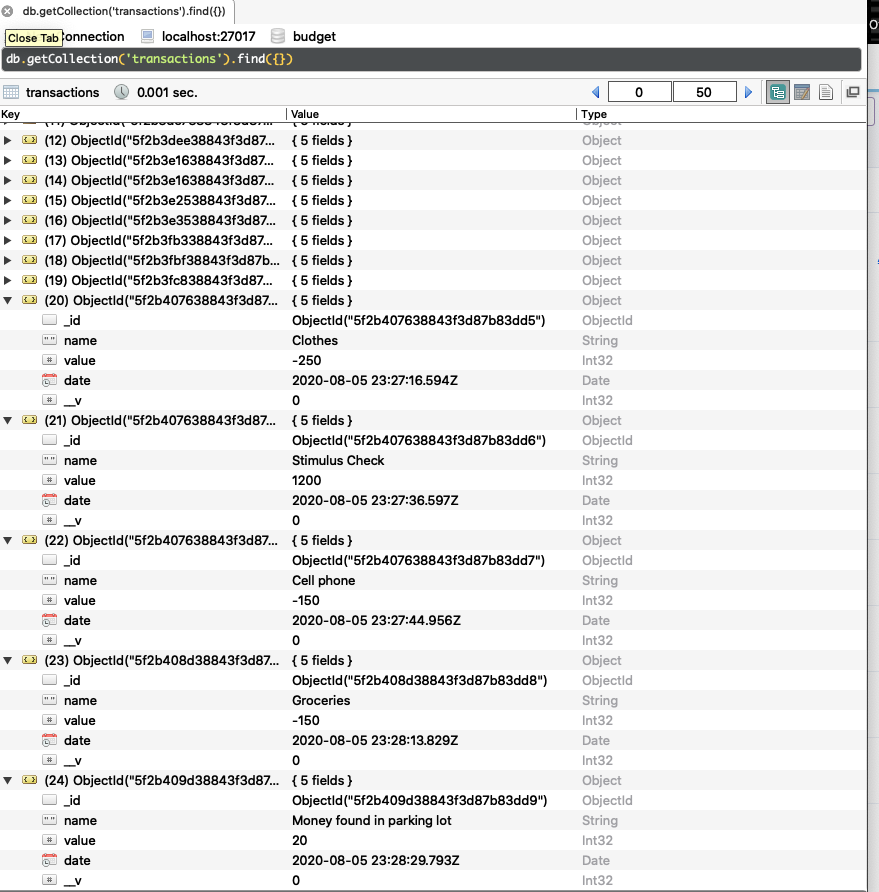 db.getCollection('transactions').find({})
Close Tab onnection localhost:27017 budget
db.getCollection('transactions').find({})
transactions 0.001 sec. 0 50
Key Value Type
(12) ObjectId("5f2b3dee38843f3d87... { 5 fields } Object
(13) ObjectId("5f2b3e1638843f3d87... { 5 fields } Object
(14) ObjectId("5f2b3e1638843f3d87... { 5 fields } Object
(15) ObjectId("5f2b3e2538843f3d87... { 5 fields } Object
(16) ObjectId("5f2b3e3538843f3d87... { 5 fields } Object
(17) ObjectId("5f2b3fb338843f3d87... { 5 fields } Object
(18) ObjectId("5f2b3fbf38843f3d87b... { 5 fields } Object
(19) ObjectId("5f2b3fc838843f3d87... { 5 fields } Object
(20) ObjectId("5f2b407638843f3d87... { 5 fields } Object
_id ObjectId("5f2b407638843f3d87b83dd5") ObjectId
name Clothes String
value -250 Int32
date 2020-08-05 23:27:16.594Z Date
__v 0 Int32
(21) ObjectId("5f2b407638843f3d87... { 5 fields } Object
_id ObjectId("5f2b407638843f3d87b83dd6") ObjectId
name Stimulus Check String
value 1200 Int32
date 2020-08-05 23:27:36.597Z Date
__v 0 Int32
(22) ObjectId("5f2b407638843f3d87... { 5 fields } Object
_id ObjectId("5f2b407638843f3d87b83dd7") ObjectId
name Cell phone String
value -150 Int32
date 2020-08-05 23:27:44.956Z Date
__v 0 Int32
(23) ObjectId("5f2b408d38843f3d87... { 5 fields } Object
_id ObjectId("5f2b408d38843f3d87b83dd8") ObjectId
name Groceries String
value -150 Int32
date 2020-08-05 23:28:13.829Z Date
__v 0 Int32
(24) ObjectId("5f2b409d38843f3d87... { 5 fields } Object
_id ObjectId("5f2b409d38843f3d87b83dd9") ObjectId
name Money found in parking lot String
value 20 Int32
date 2020-08-05 23:28:29.793Z Date
__v 0 Int32